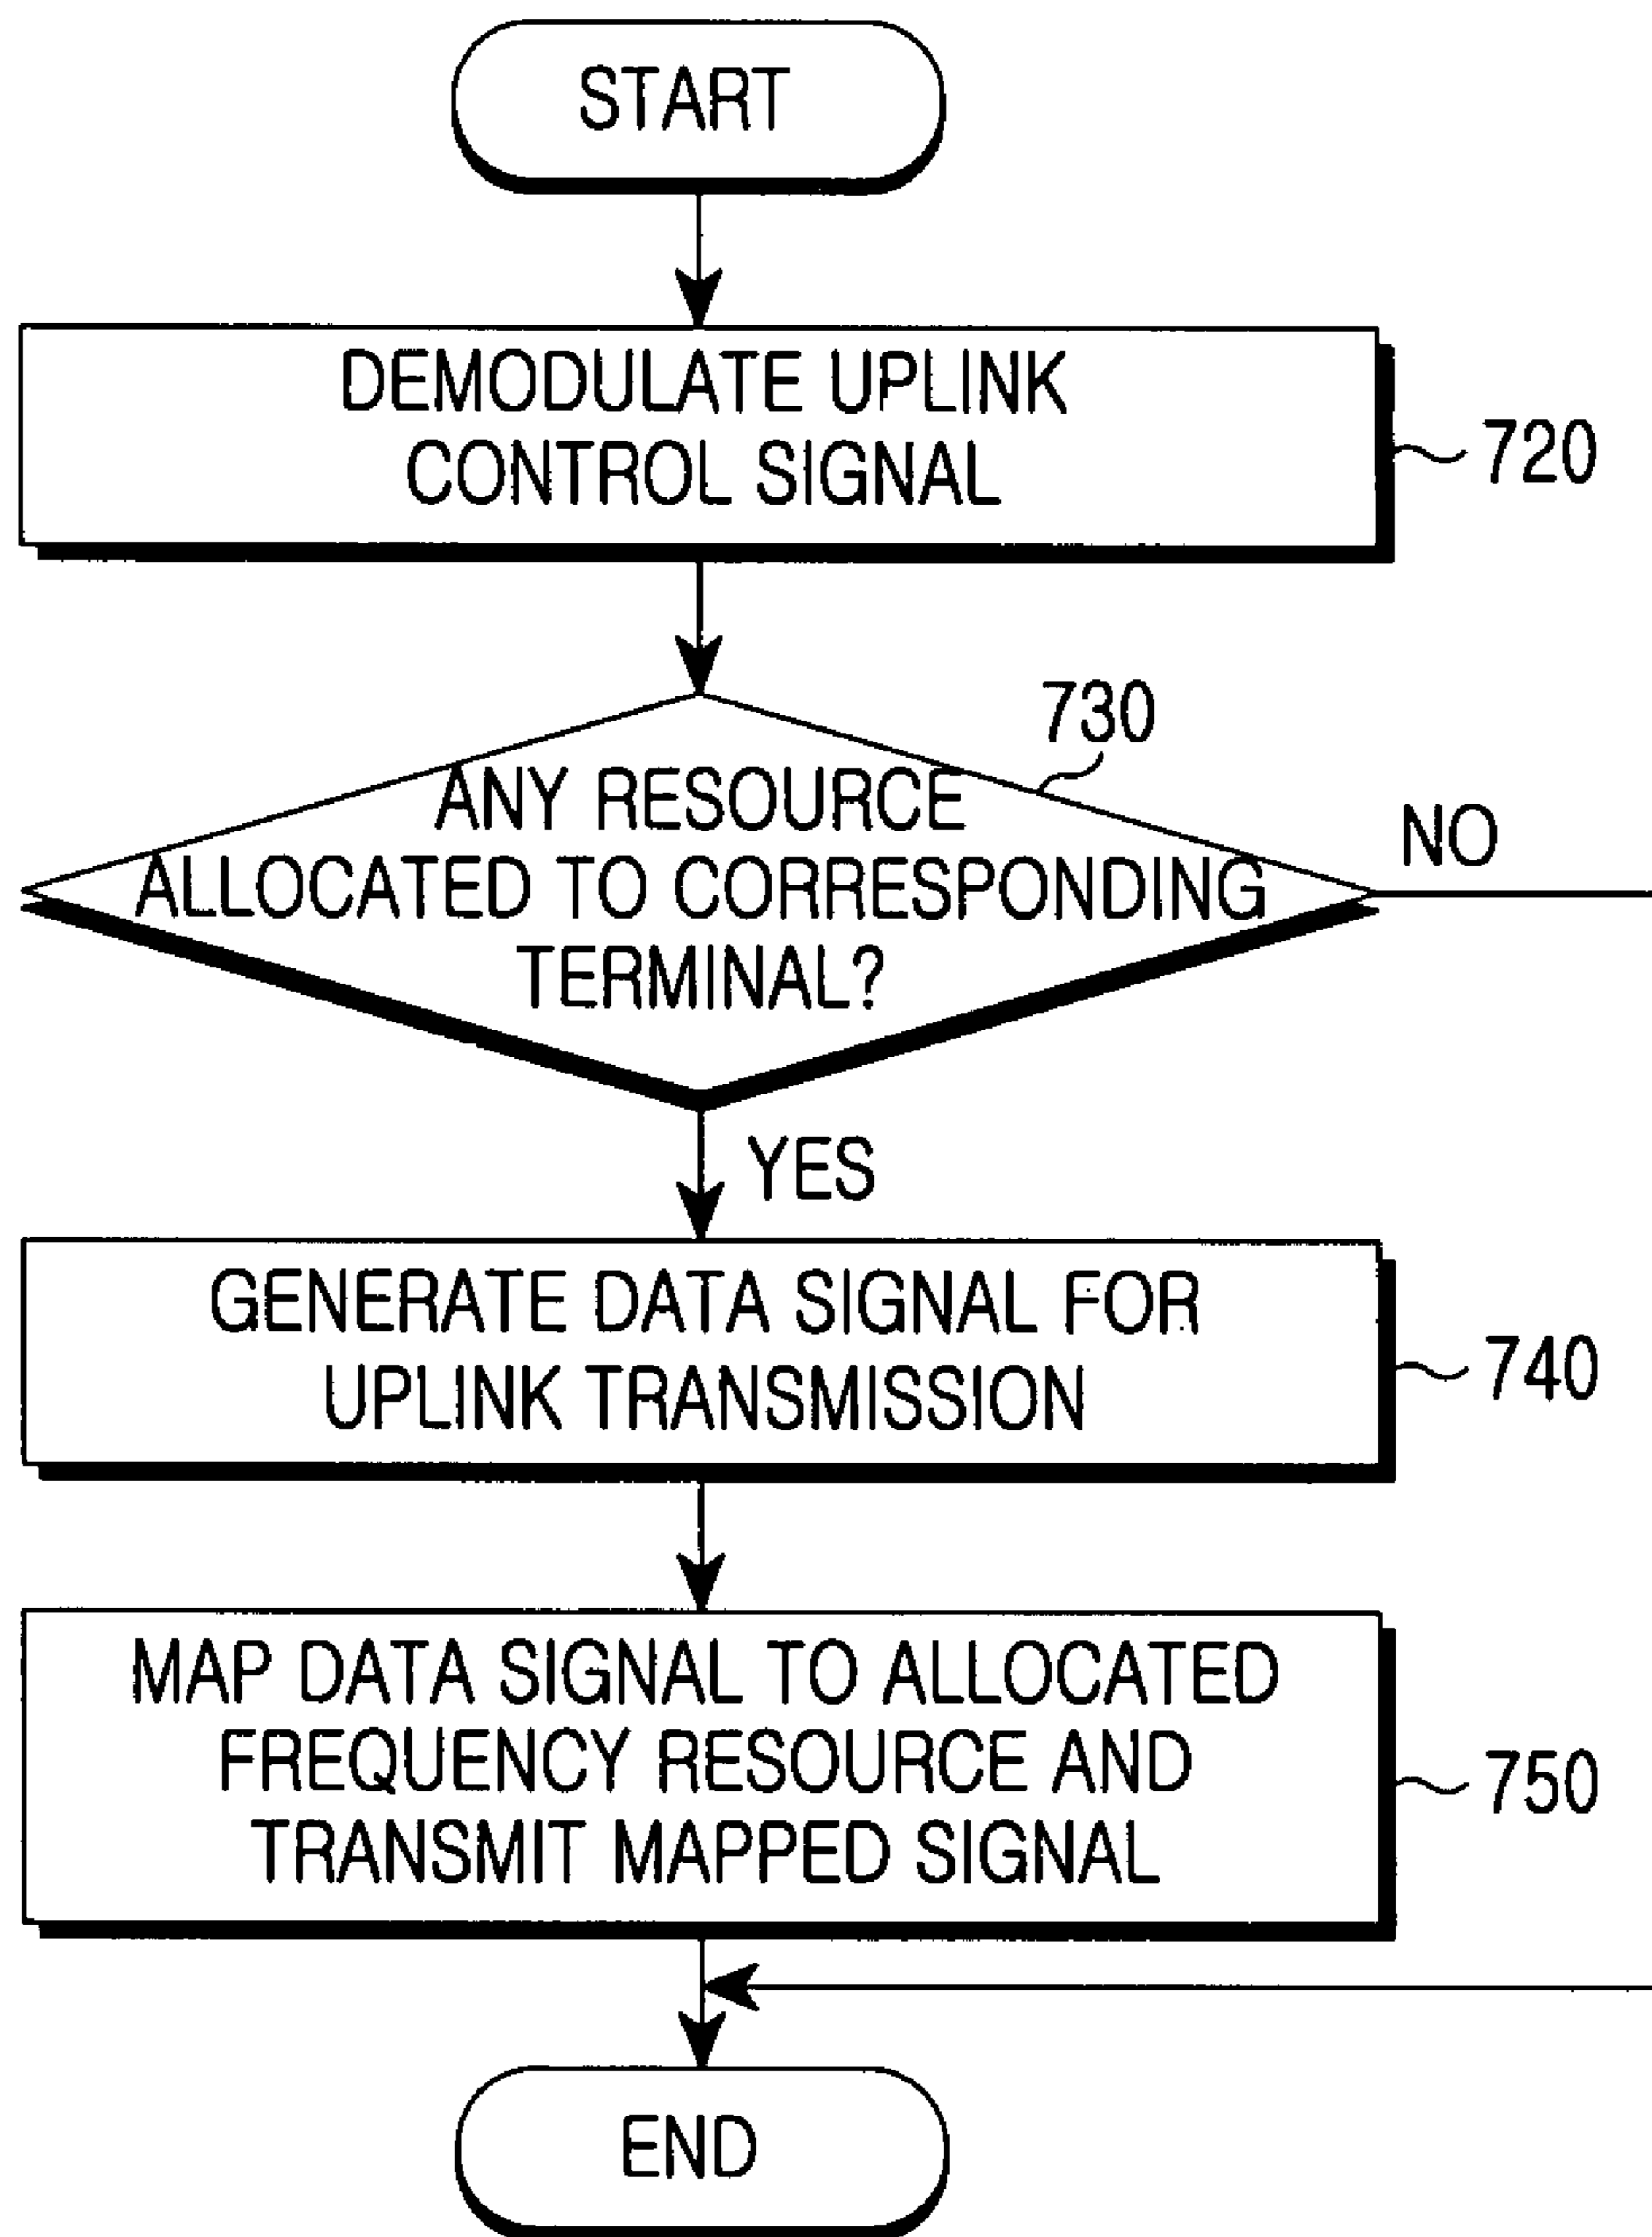 START
DEMODULATE UPLINK
CONTROL SIGNAL
720
730
ANY RESOURCE
ALLOCATED TO CORRESPONDING
TERMINAL?
NO
YES
GENERATE DATA SIGNAL FOR
UPLINK TRANSMISSION
740
MAP DATA SIGNAL TO ALLOCATED
FREQUENCY RESOURCE AND
TRANSMIT MAPPED SIGNAL
750
END